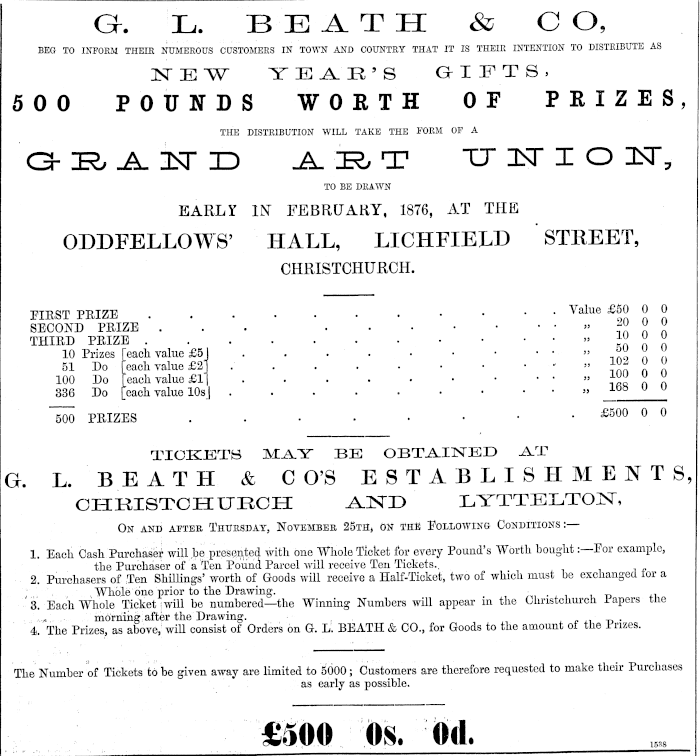 G. L. BEATH & CO,
BEG TO INFORM THEIR NUMEROUS CUSTOMERS IN TOWN AND COUNTRY THAT IT IS THEIR INTENTION TO DISTRIBUTE AS
NEW YEAR'S GIFTS,
500 POUNDS WORTH OF PRIZES,
THE DISTRIBUTION WILL TAKE THE FORM OF A
GRAND ART UNION,
TO BE DRAWN
EARLY IN FEBRUARY, 1876, AT THE
ODDFELLOWS' HALL, LICHFIELD STREET,
CHRISTCHURCH.
FIRST PRIZE . . . . . . . . . . Value £50 0 0
SECOND PRIZE . . . . . . . . . . „ 20 0 0
THIRD PRIZE . . . . . . . . . . „ 10 0 0
10 Prizes [each value £5] . . . . . . . . „ 50 0 0
51 Do [each value £2] . . . . . . . . „ 102 0 0
100 Do [each value £1] . . . . . . . . „ 100 0 0
336 Do [each value 10s] . . . . . . . . „ 168 0 0
500 PRIZES . . . . . . . . £500 0 0
TICKETS MAY BE OBTAINED AT
G. L. BEATH & CO'S ESTABLISHMENTS,
CHRISTCHURCH AND LYTTELTON,
ON AND AFTER THURSDAY, NOVEMBER 25TH, ON THE FOLLOWING CONDITIONS:—
1. Each Cash Purchaser will be presented with one Whole Ticket for every Pound's Worth bought:—For example,
the Purchaser of a Ten Pound Parcel will receive Ten Tickets.
2. Purchasers of Ten Shillings' worth of Goods will receive a Half-Ticket, two of which must be exchanged for a
Whole one prior to the Drawing.
3. Each Whole Ticket will be numbered—the Winning Numbers will appear in the Christchurch Papers the
morning after the Drawing.
4. The Prizes, as above, will consist of Orders on G. L. BEATH & CO., for Goods to the amount of the Prizes.
The Number of Tickets to be given away are limited to 5000; Customers are therefore requested to make their Purchases
as early as possible.
£500 0s. 0d.
1538